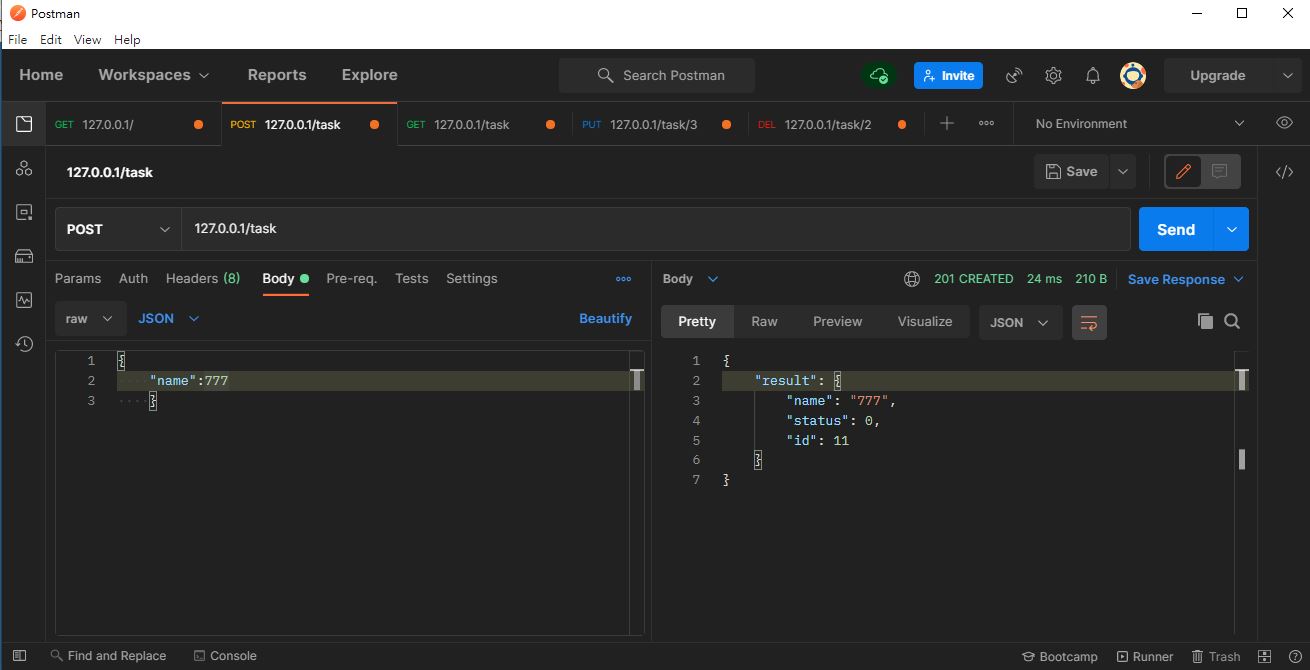 Postman
File Edit View Help
Home Workspaces Reports Explore Search Postman Invite Upgrade
GET 127.0.0.1/ POST 127.0.0.1/task GET 127.0.0.1/task PUT 127.0.0.1/task/3 DEL 127.0.0.1/task/2 No Environment
127.0.0.1/task Save
POST 127.0.0.1/task Send
Params Auth Headers (8) Body Pre-req. Tests Settings
raw JSON Beautify
1 {
2 "name":777
3 }
Body 201 CREATED 24 ms 210 B Save Response
Pretty Raw Preview Visualize JSON
1 {
2 "result": {
3 "name": "777",
4 "status": 0,
5 "id": 11
6 }
7 }
Find and Replace Console Bootcamp Runner Trash